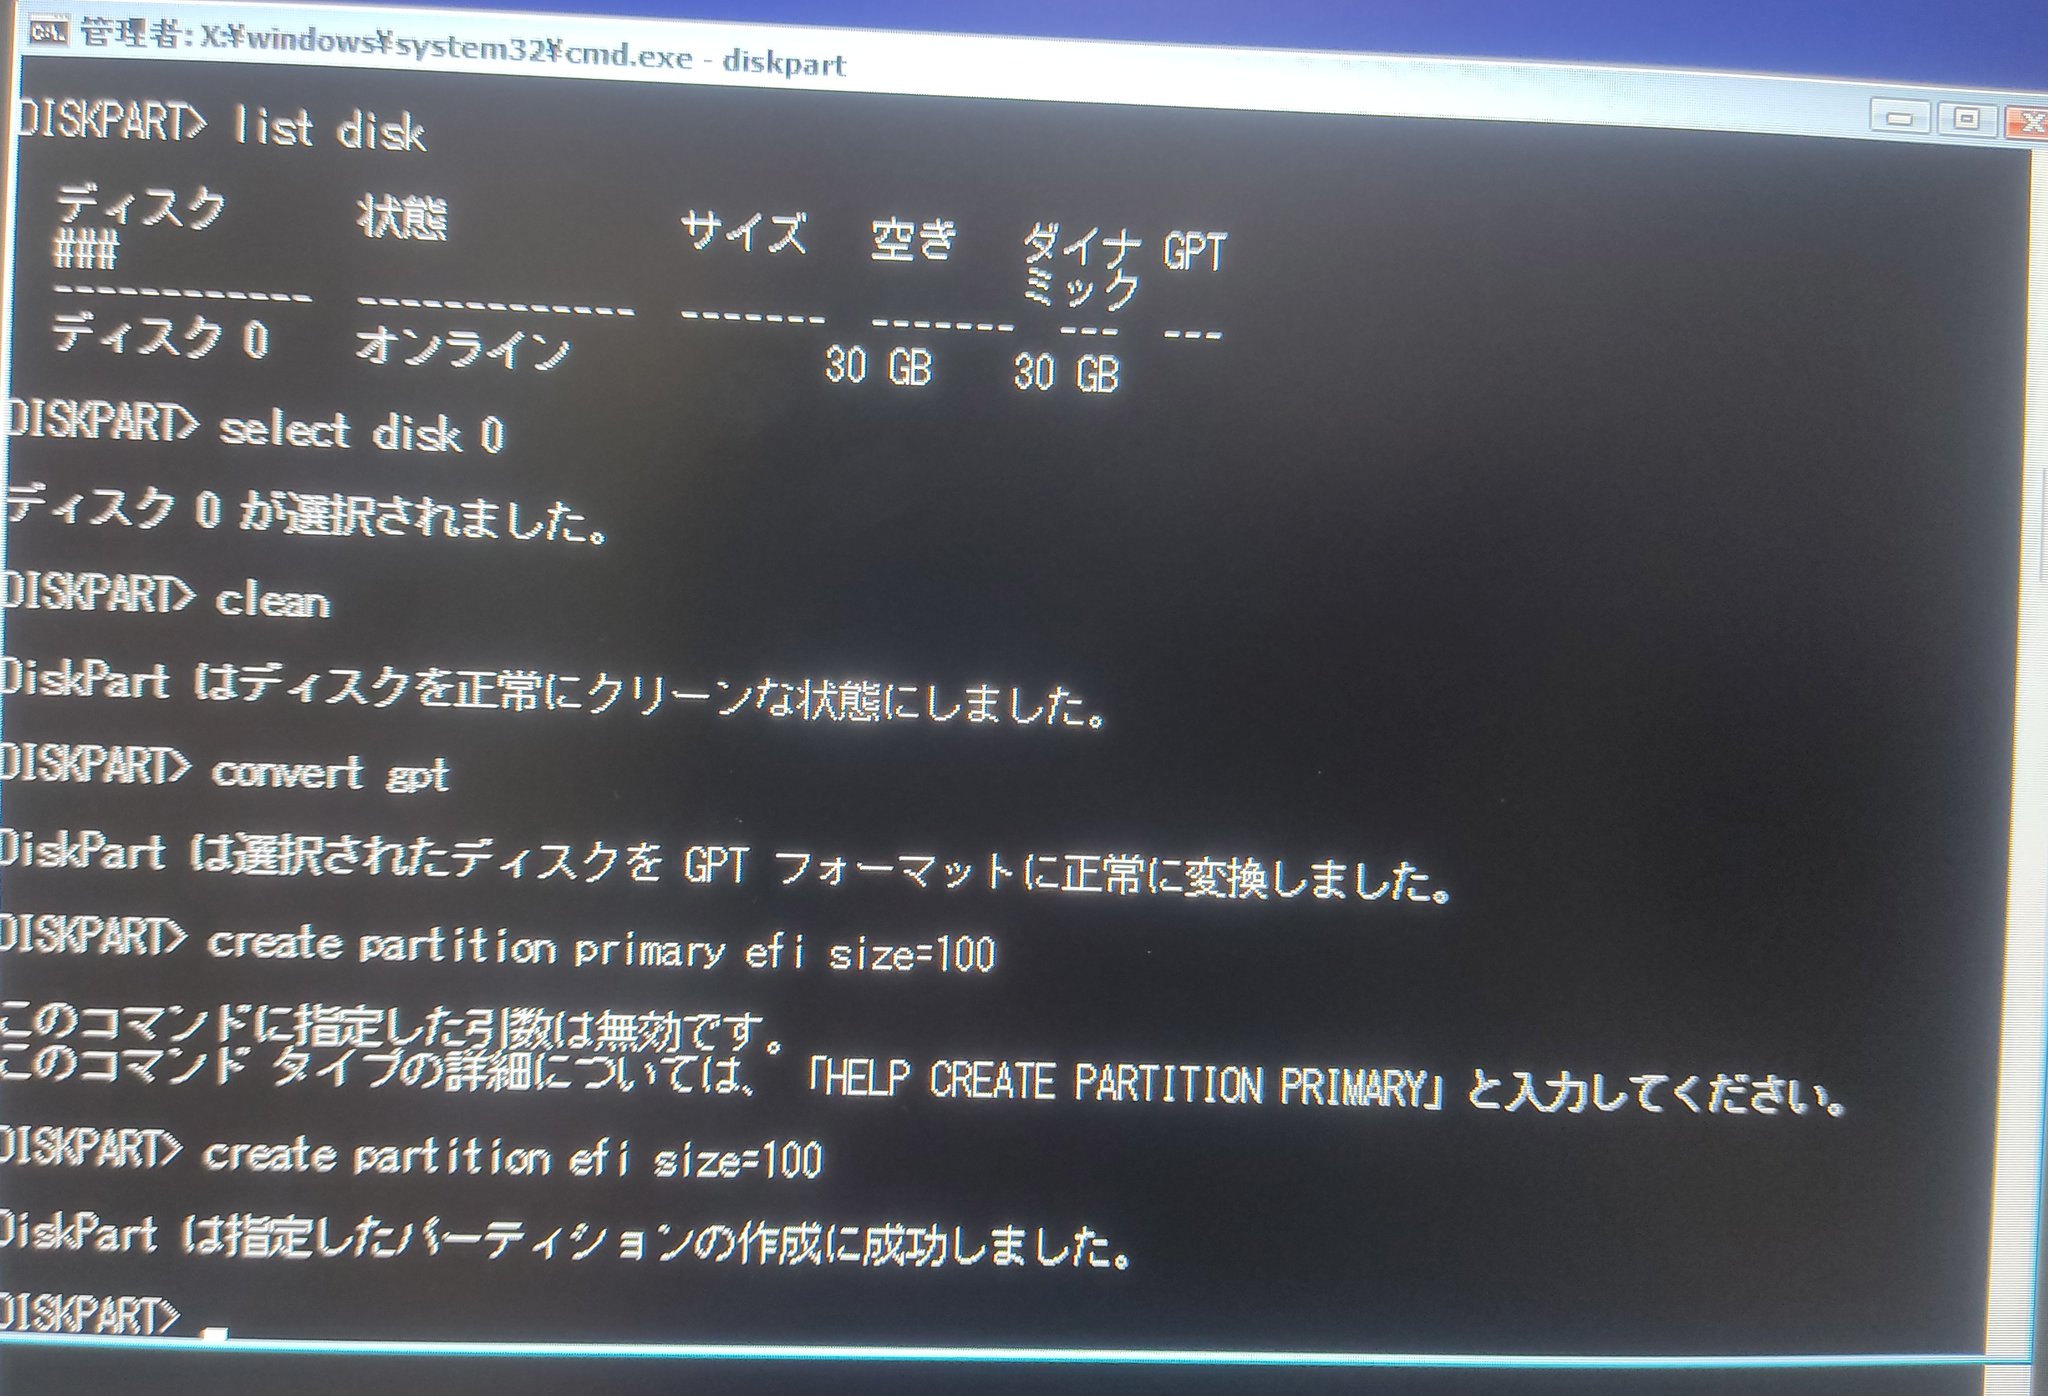 管理者: X:¥windows¥system32¥cmd.exe - diskpart
DISKPART> list disk
ディスク 状態 サイズ 空き ダイナ GPT
### ミック
------------ ------------- ------- ------- --- ---
ディスク 0 オンライン 30 GB 30 GB
DISKPART> select disk 0
ディスク 0 が選択されました。
DISKPART> clean
DiskPart はディスクを正常にクリーンな状態にしました。
DISKPART> convert gpt
DiskPart は選択されたディスクを GPT フォーマットに正常に変換しました。
DISKPART> create partition primary efi size=100
このコマンドに指定した引数は無効です。
このコマンド タイプの詳細については、「HELP CREATE PARTITION PRIMARY」と入力してください。
DISKPART> create partition efi size=100
DiskPart は指定したパーティションの作成に成功しました。
DISKPART>